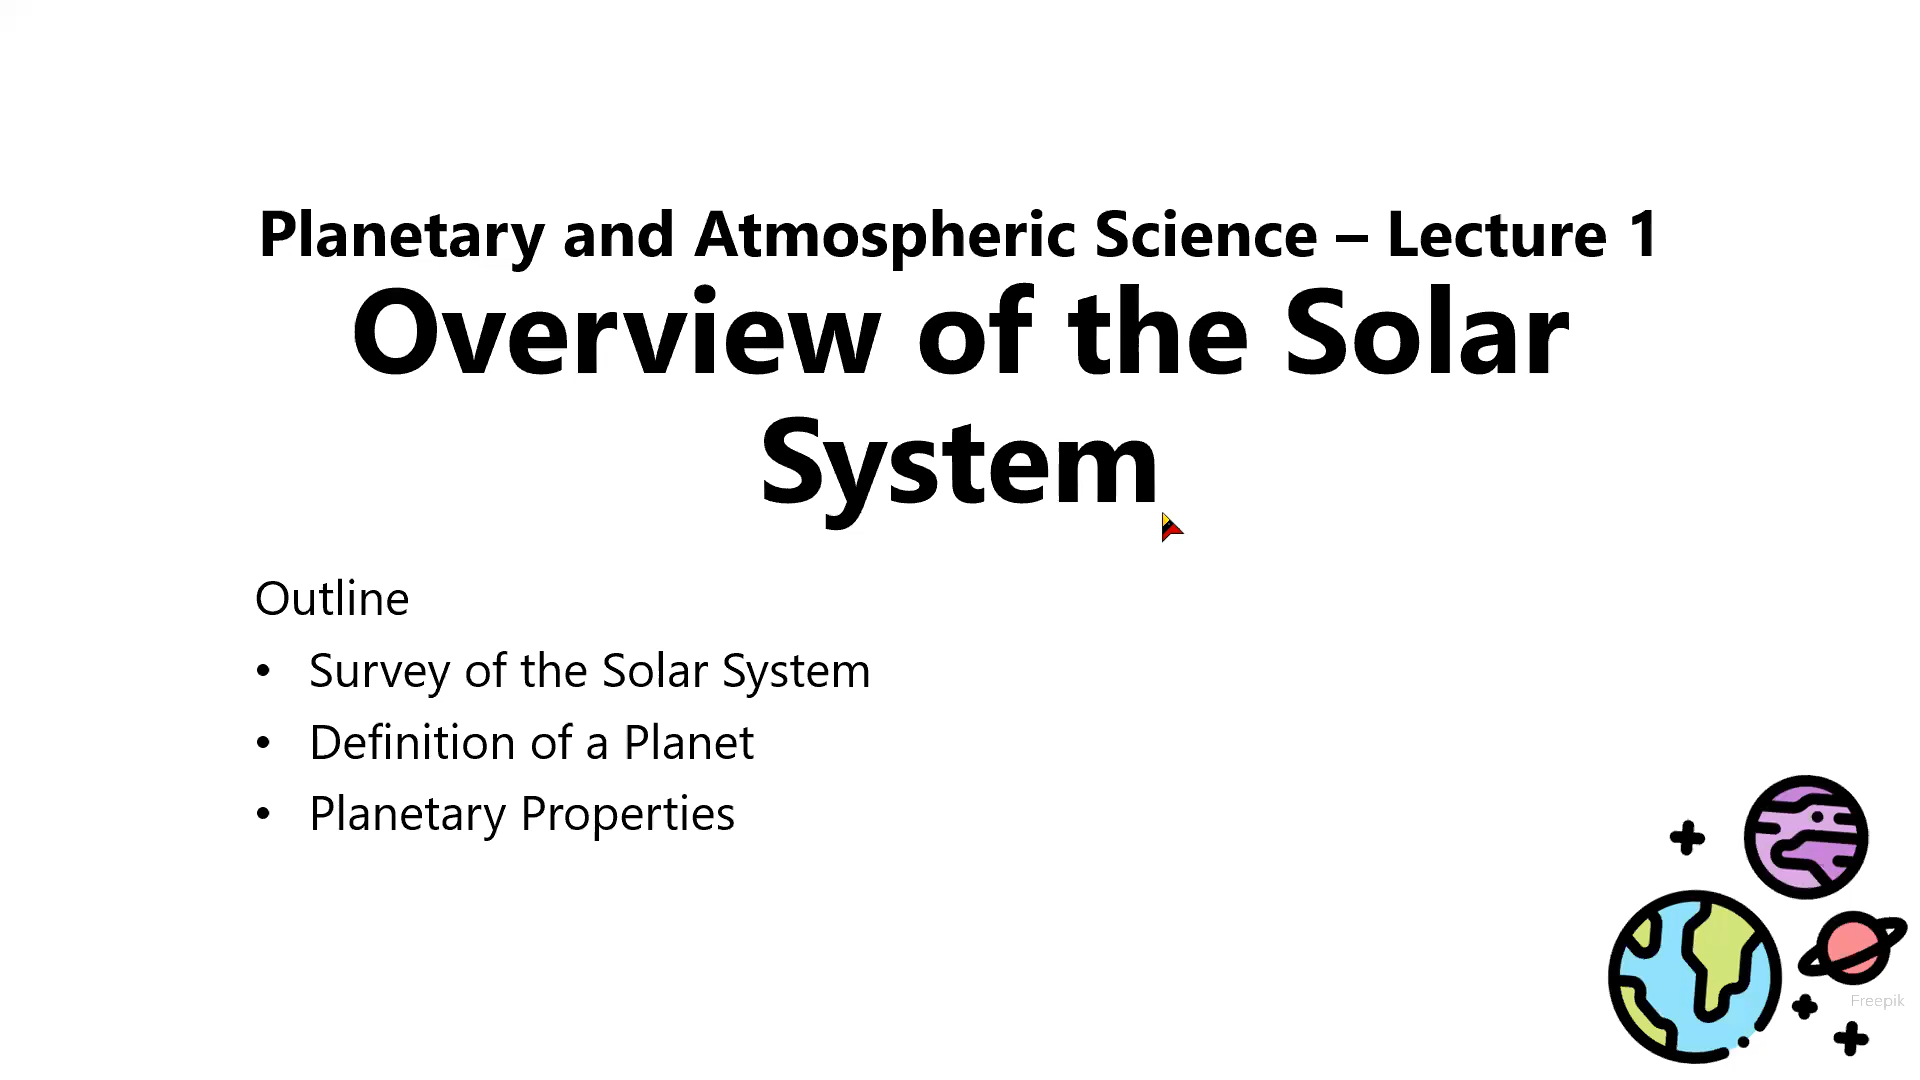 Planetary and Atmospheric Science – Lecture 1
Overview of the Solar
System
Outline
• Survey of the Solar System
• Definition of a Planet
• Planetary Properties
Freepik